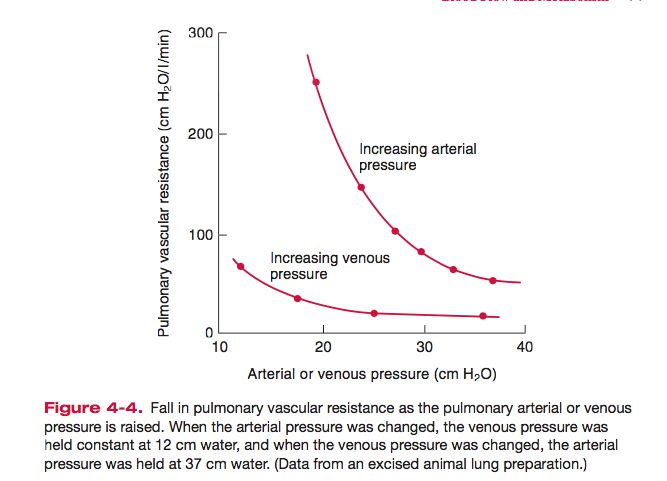 300
200
100
0
10
20
30
40
Pulmonary vascular resistance (cm H₂O/l/min)
Increasing arterial
pressure
Increasing venous
pressure
Arterial or venous pressure (cm H₂O)
Figure 4-4. Fall in pulmonary vascular resistance as the pulmonary arterial or venous
pressure is raised. When the arterial pressure was changed, the venous pressure was
held constant at 12 cm water, and when the venous pressure was changed, the arterial
pressure was held at 37 cm water. (Data from an excised animal lung preparation.)